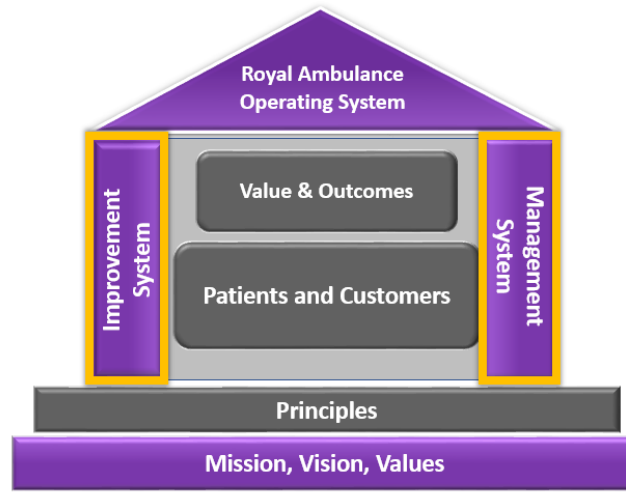 Royal Ambulance
Operating System
Improvement
System
Value & Outcomes
Patients and Customers
Management
System
Principles
Mission, Vision, Values